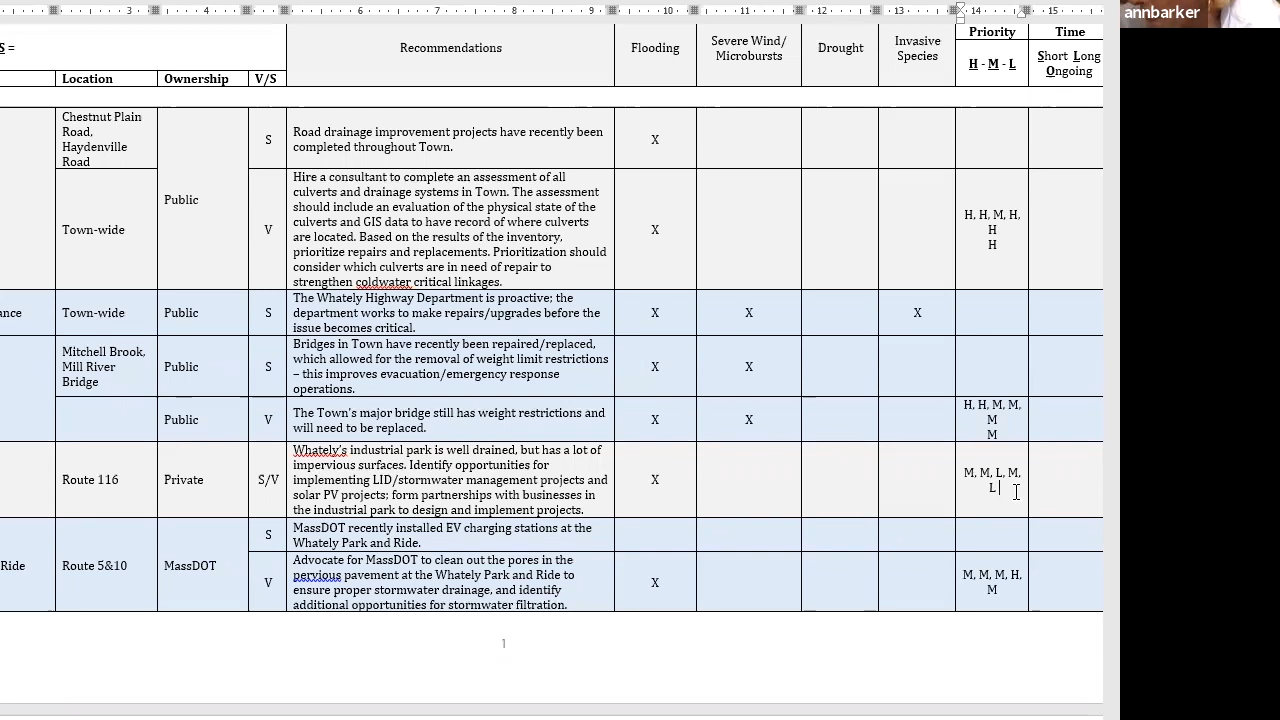 annbarker
3 4 5 6 7 8 9 10 11 12 13 14 15
S =
Recommendations
Flooding
Severe Wind/
Microbursts
Drought
Invasive
Species
Priority
H - M - L
Time
Short Long
Ongoing
Location
Ownership
V/S
Chestnut Plain
Road,
Haydenville
Road
Public
S
Road drainage improvement projects have recently been
completed throughout Town.
X
Town-wide
V
Hire a consultant to complete an assessment of all
culverts and drainage systems in Town. The assessment
should include an evaluation of the physical state of the
culverts and GIS data to have record of where culverts
are located. Based on the results of the inventory,
prioritize repairs and replacements. Prioritization should
consider which culverts are in need of repair to
strengthen coldwater critical linkages.
X
H, H, M, H,
H
H
ance
Town-wide
Public
S
The Whately Highway Department is proactive; the
department works to make repairs/upgrades before the
issue becomes critical.
X
X
X
Mitchell Brook,
Mill River
Bridge
Public
S
Bridges in Town have recently been repaired/replaced,
which allowed for the removal of weight limit restrictions
– this improves evacuation/emergency response
operations.
X
X
Public
V
The Town's major bridge still has weight restrictions and
will need to be replaced.
X
X
H, H, M, M,
M
M
Route 116
Private
S/V
Whately's industrial park is well drained, but has a lot of
impervious surfaces. Identify opportunities for
implementing LID/stormwater management projects and
solar PV projects; form partnerships with businesses in
the industrial park to design and implement projects.
X
M, M, L, M,
L
Ride
Route 5&10
MassDOT
S
MassDOT recently installed EV charging stations at the
Whately Park and Ride.
V
Advocate for MassDOT to clean out the pores in the
pervious pavement at the Whately Park and Ride to
ensure proper stormwater drainage, and identify
additional opportunities for stormwater filtration.
X
M, M, M, H,
M
1